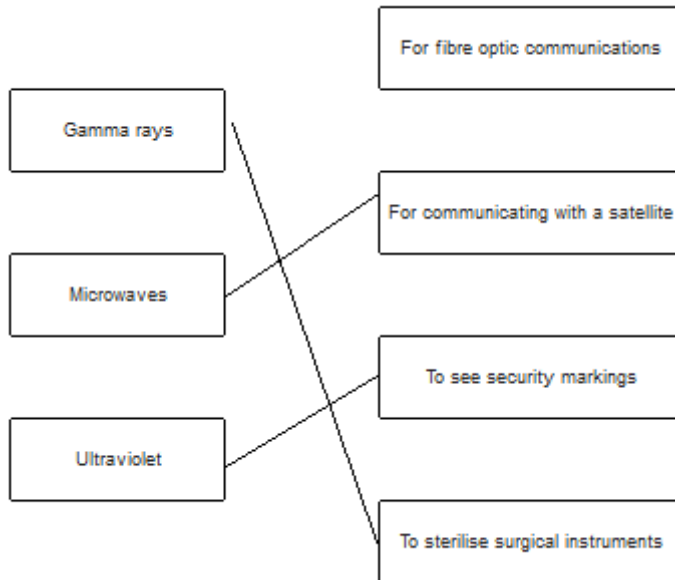 For fibre optic communications
Gamma rays
For communicating with a satellite
Microwaves
To see security markings
Ultraviolet
To sterilise surgical instruments